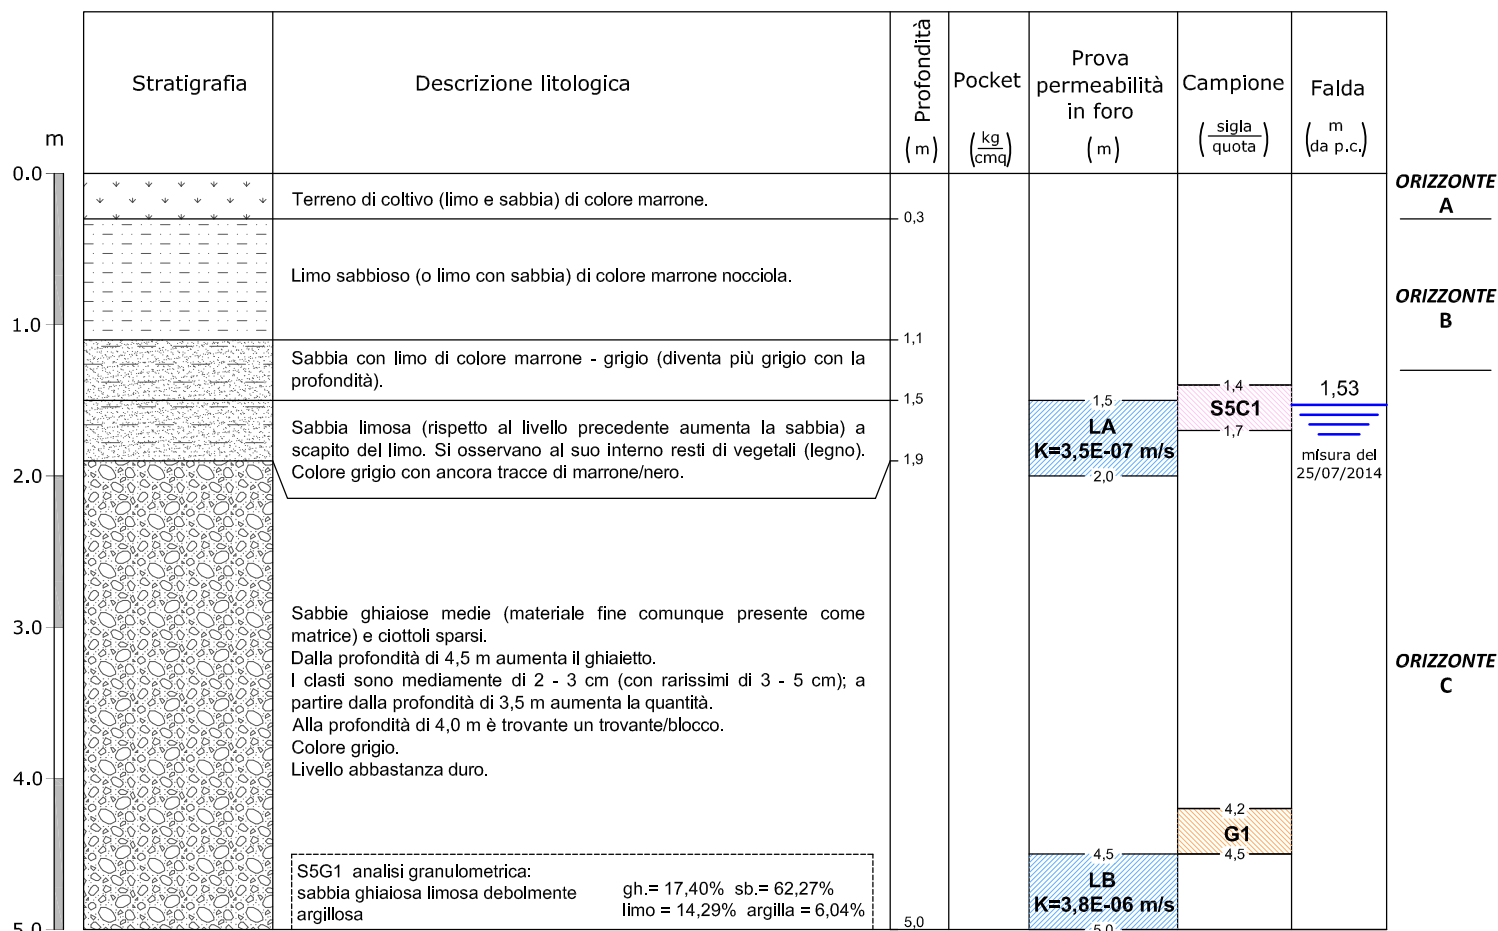 Stratigrafia
Descrizione litologica
Profondità
(m)
Pocket
(kg
cmq)
Prova
permeabilità
in foro
(m)
Campione
(sigla
quota)
Falda
(m
da p.c.)
m
0.0
1.0
2.0
3.0
4.0
5.0
Terreno di coltivo (limo e sabbia) di colore marrone.
0,3
Limo sabbioso (o limo con sabbia) di colore marrone nocciola.
1,1
Sabbia con limo di colore marrone - grigio (diventa più grigio con la
profondità).
1,5
Sabbia limosa (rispetto al livello precedente aumenta la sabbia) a
scapito del limo. Si osservano al suo interno resti di vegetali (legno).
Colore grigio con ancora tracce di marrone/nero.
1,9
Sabbie ghiaiose medie (materiale fine comunque presente come
matrice) e ciottoli sparsi.
Dalla profondità di 4,5 m aumenta il ghiaietto.
I clasti sono mediamente di 2 - 3 cm (con rarissimi di 3 - 5 cm); a
partire dalla profondità di 3,5 m aumenta la quantità.
Alla profondità di 4,0 m è trovante un trovante/blocco.
Colore grigio.
Livello abbastanza duro.
S5G1 analisi granulometrica:
sabbia ghiaiosa limosa debolmente
argillosa
gh.= 17,40% sb.= 62,27%
limo = 14,29% argilla = 6,04%
5,0
1,5
LA
K=3,5E-07 m/s
2,0
4,5
LB
K=3,8E-06 m/s
5,0
1,4
S5C1
1,7
4,2
G1
4,5
1,53
misura del
25/07/2014
ORIZZONTE
A
ORIZZONTE
B
ORIZZONTE
C